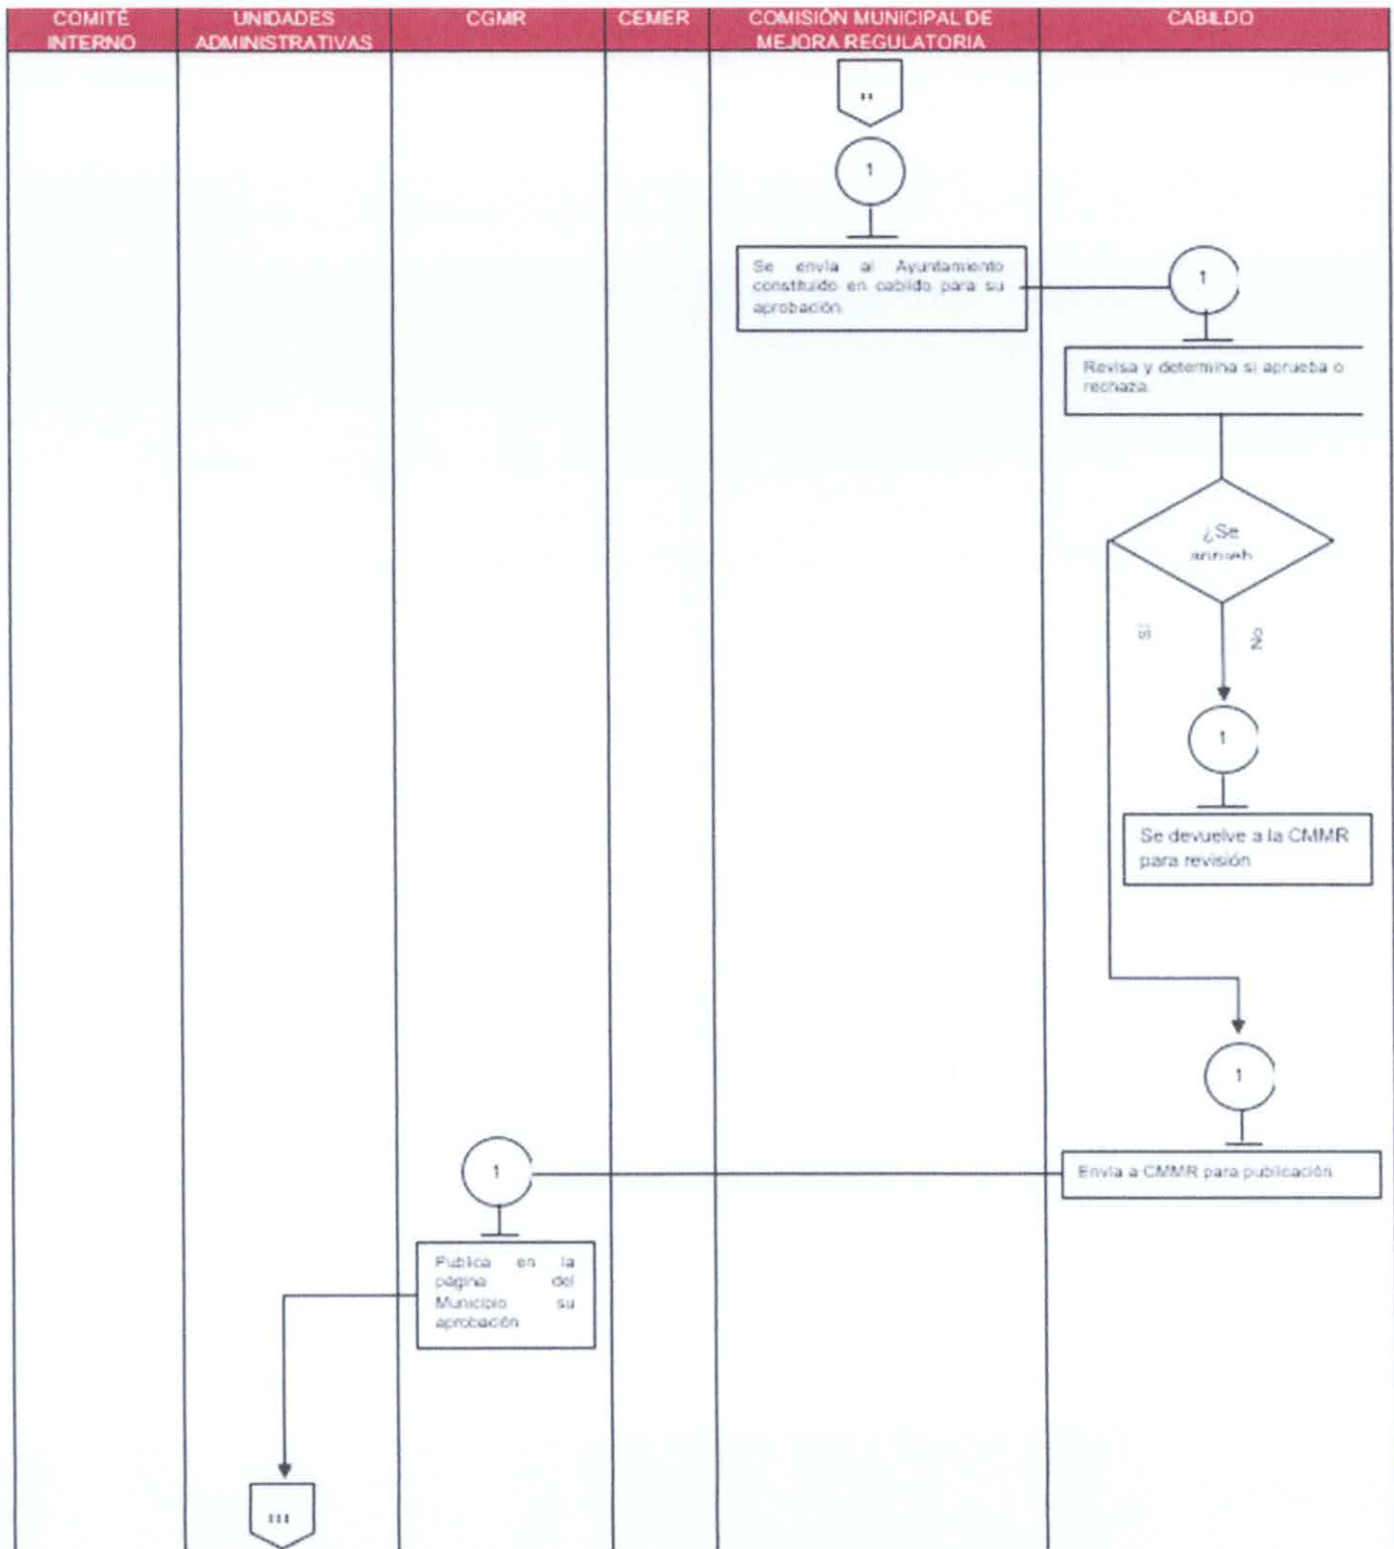 COMITÉ
INTERNO
UNIDADES
ADMINISTRATIVAS
CGMR
CEMER
COMISIÓN MUNICIPAL DE
MEJORA REGULATORIA
CABILDO
1
Se envía al Ayuntamiento
constituido en cabildo para su
aprobación.
1
Revisa y determina si aprueba o
rechaza.
¿Se
aprueb
Sí
No
1
Se devuelve a la CMMR
para revisión
1
Envía a CMMR para publicación
1
Publica en la
página del
Municipio su
aprobación